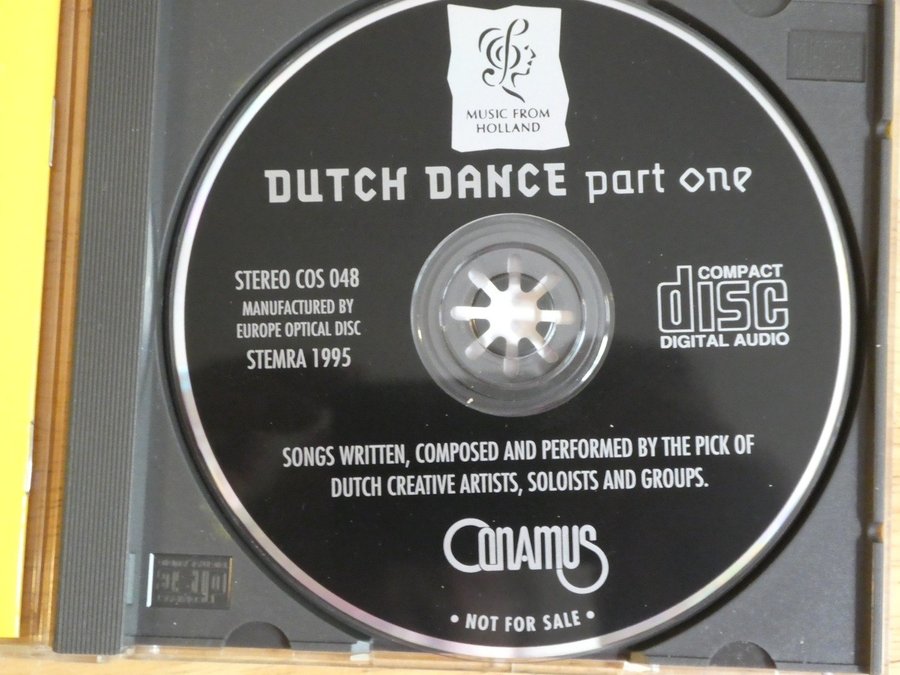 MUSIC FROM
HOLLAND
DUTCH DANCE part one
STEREO COS 048
MANUFACTURED BY
EUROPE OPTICAL DISC
STEMRA 1995
COMPACT
disc
DIGITAL AUDIO
SONGS WRITTEN, COMPOSED AND PERFORMED BY THE PICK OF
DUTCH CREATIVE ARTISTS, SOLOISTS AND GROUPS.
CONAMUS
• NOT FOR SALE •